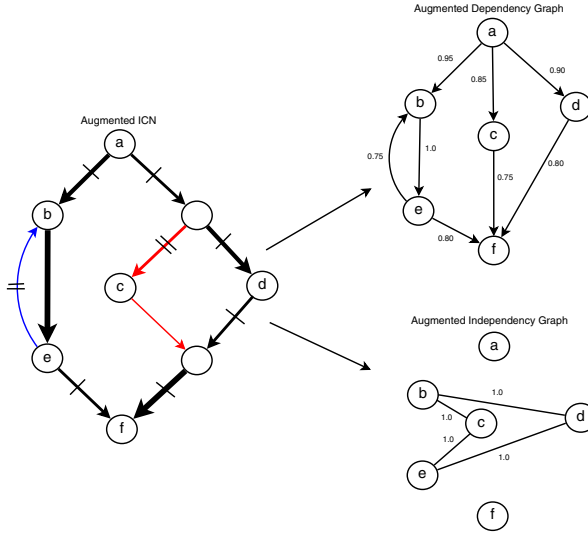 Augmented Dependency Graph
a
0.95
0.85
0.90
b
c
d
0.75
1.0
0.75
0.80
e
0.80
f
Augmented ICN
a
b
c
d
e
f
Augmented Independency Graph
a
b
1.0
1.0
c
d
1.0
1.0
e
f